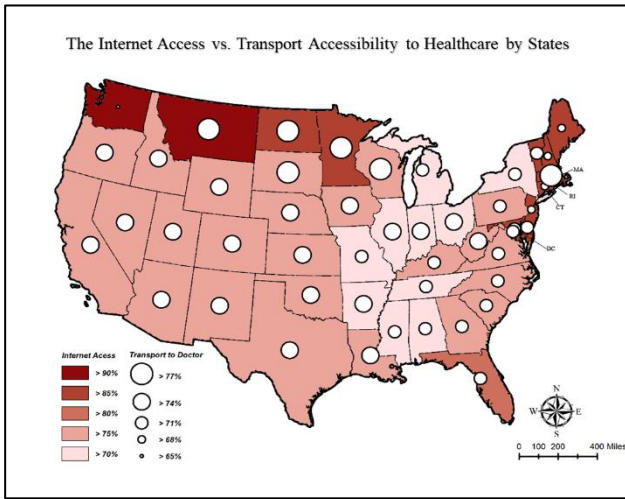 The Internet Access vs. Transport Accessibility to Healthcare by States
MA
RI
CT
DC
Internet Acess
> 90%
> 85%
> 80%
> 75%
> 70%
Transport to Doctor
> 77%
> 74%
> 71%
> 68%
> 65%
N
W E
S
0 100 200 400 Miles